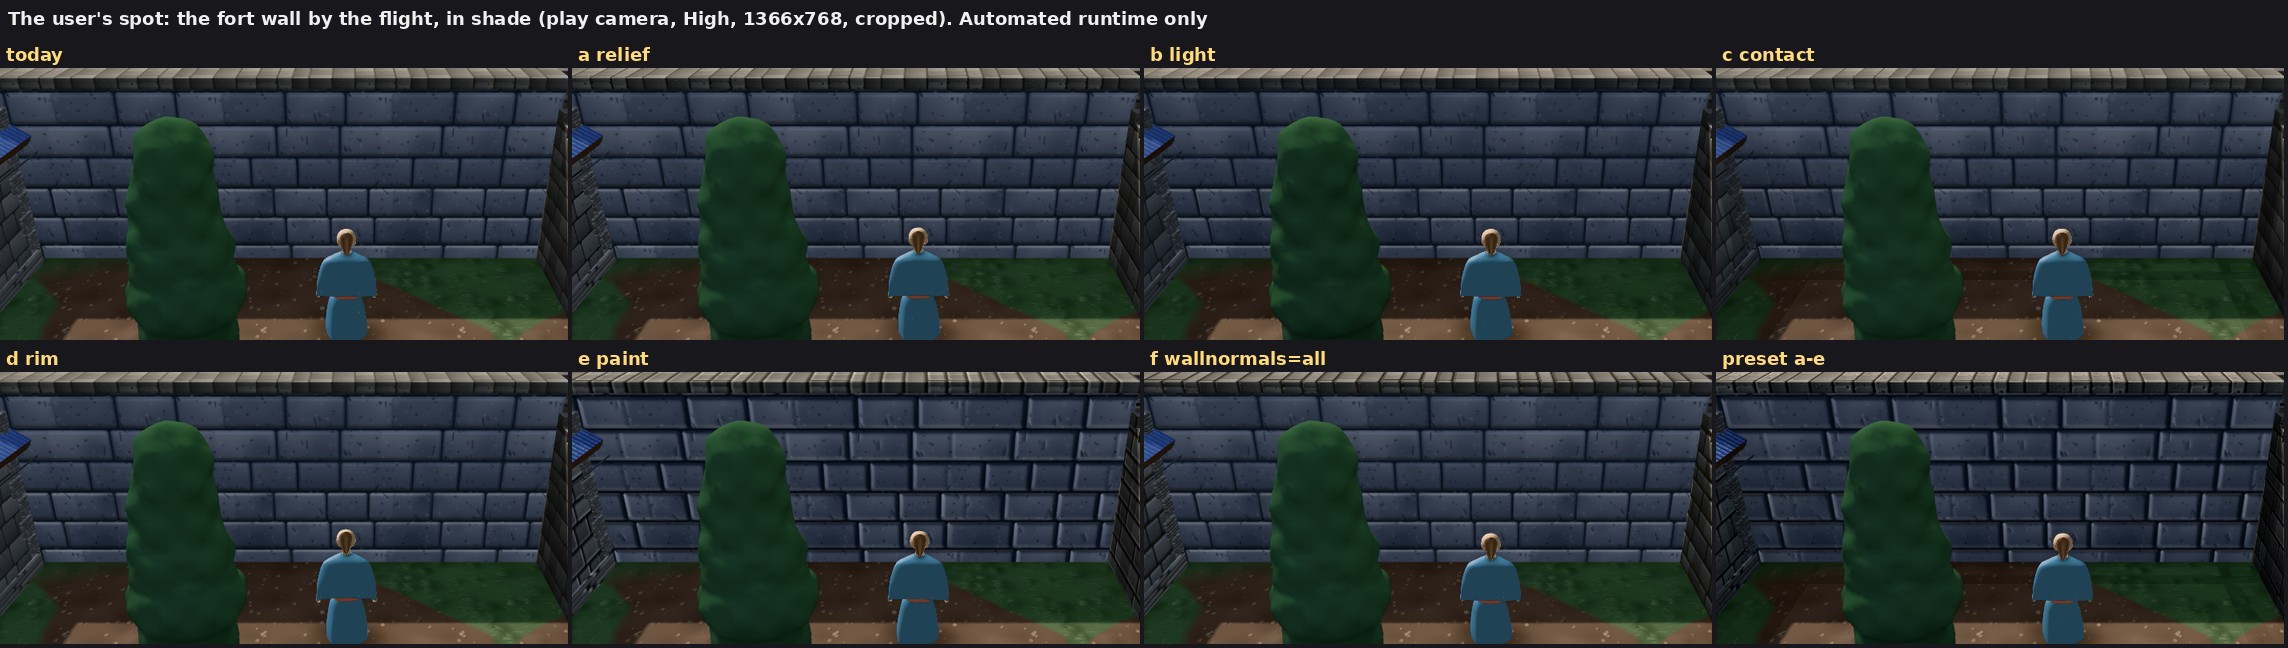 The user's spot: the fort wall by the flight, in shade (play camera, High, 1366x768, cropped). Automated runtime only
today
a relief
b light
c contact
d rim
e paint
f wallnormals=all
preset a-e